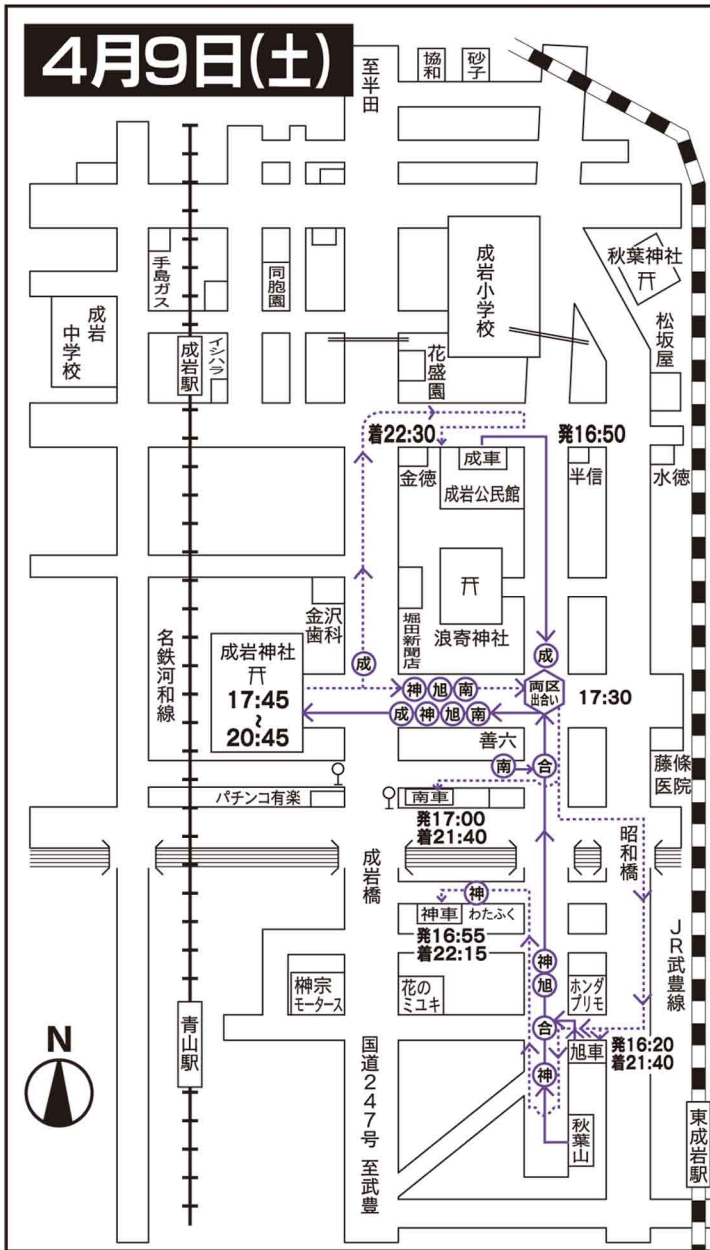 4月9日(土)
至半田
協和
砂子
手島ガス
同胞園
成岩小学校
秋葉神社
成岩
中学校
成岩駅
イシハラ
花盛園
松坂屋
着22:30
発16:50
金徳
成車
成岩公民館
半信
水徳
名鉄河和線
金沢
歯科
堀田新聞店
浪寄神社
成岩神社
17:45
～
20:45
成
成
神旭南
両区
出合い
17:30
成神旭南
善六
南
合
藤條
医院
パチンコ有楽
南車
発17:00
着21:40
成岩橋
昭和橋
神
神車
わたふく
発16:55
着22:15
神
旭
JR武豊線
榊宗
モータース
花の
ミユキ
ホンダ
プリモ
合
旭車
発16:20
着21:40
青山駅
N
国道247号 至武豊
神
秋葉山
東成岩駅